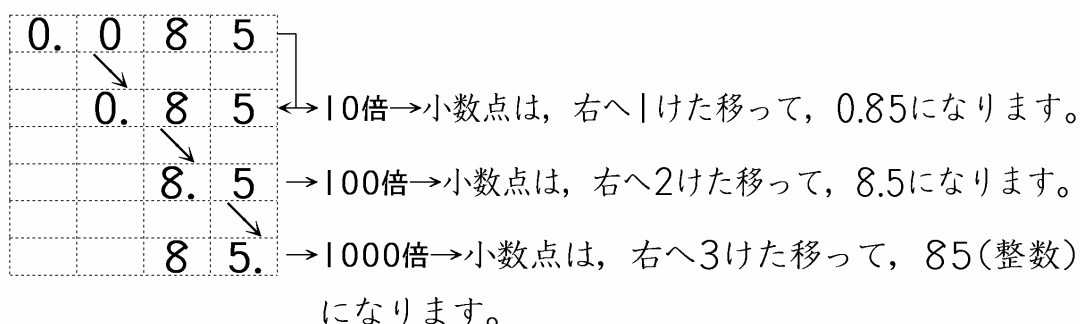 0. 0 8 5
0. 8 5 ←→10倍→小数点は，右へ1けた移って，0.85になります。
8. 5 →100倍→小数点は，右へ2けた移って，8.5になります。
8 5. →1000倍→小数点は，右へ3けた移って，85(整数)
になります。